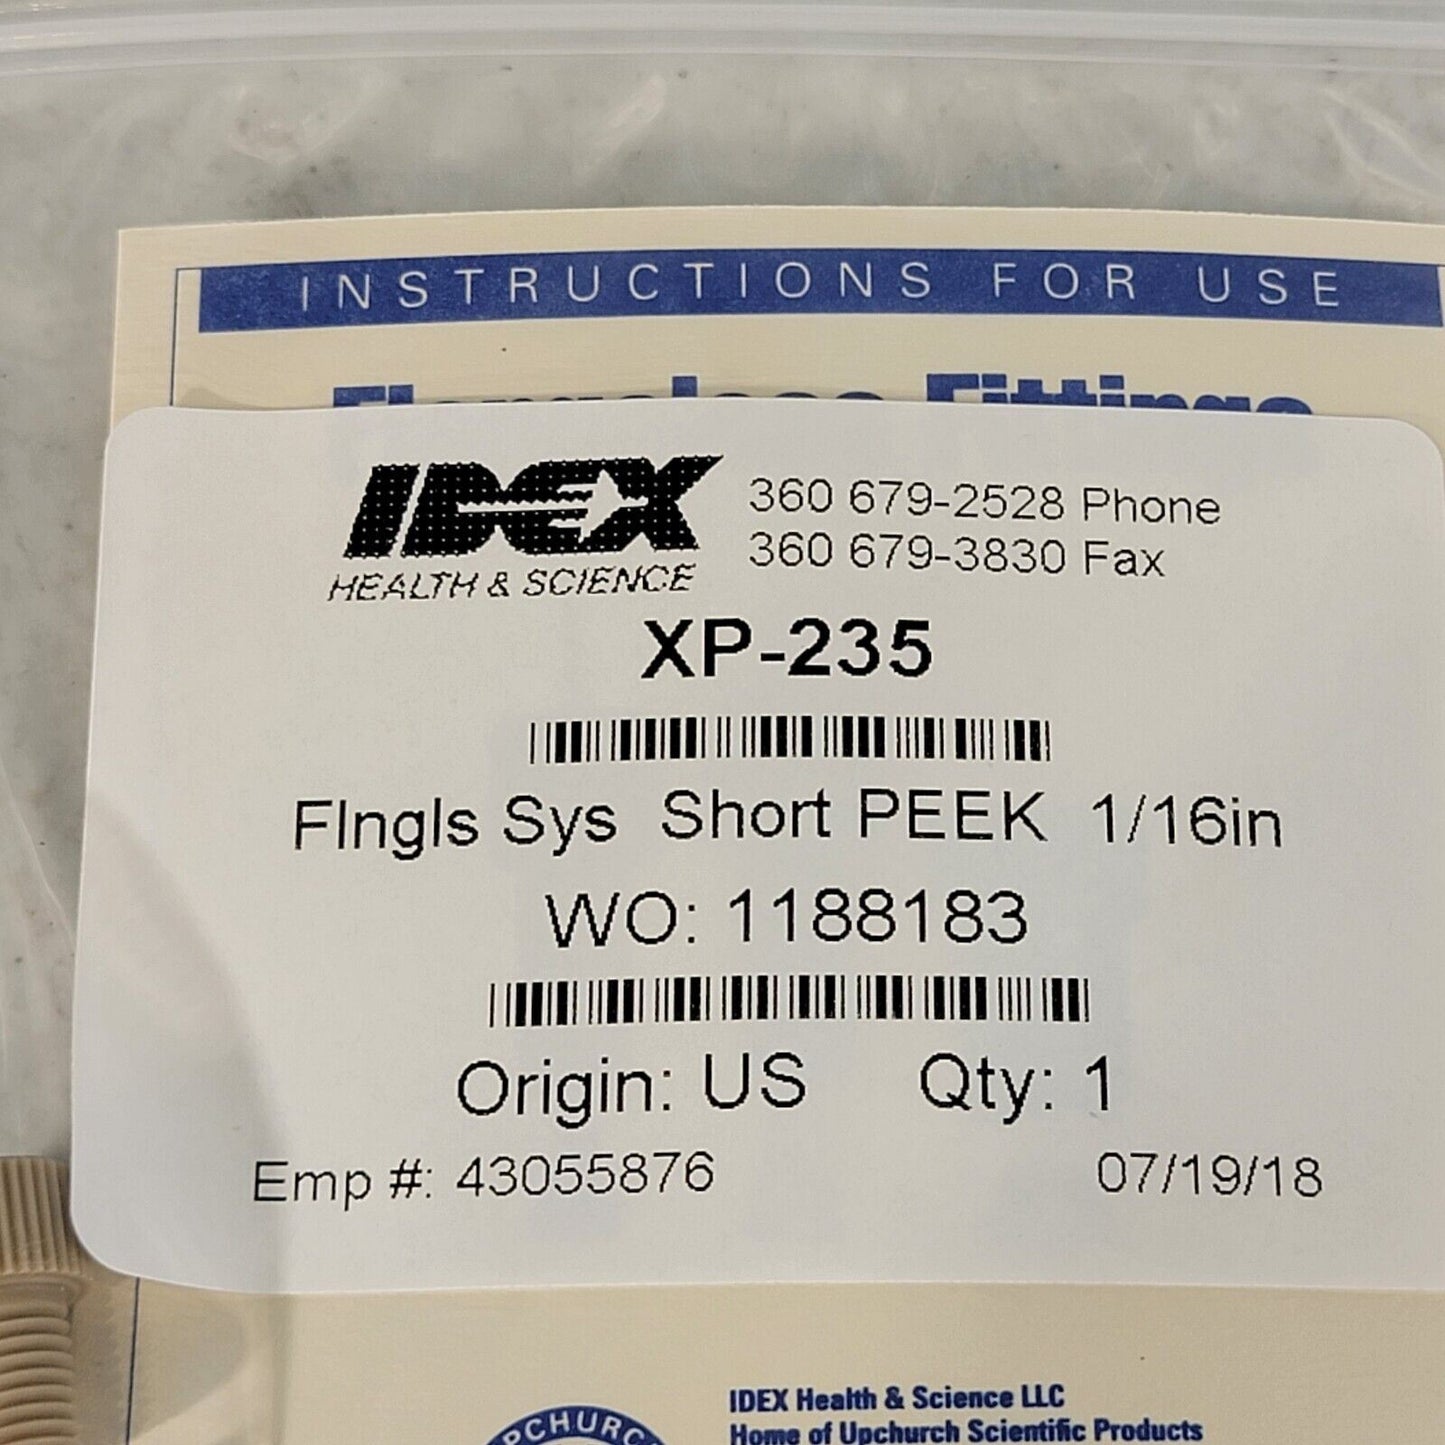 INSTRUCTIONS FOR USE
Flangeless Fittings
IDEX
HEALTH & SCIENCE
360 679-2528 Phone
360 679-3830 Fax
XP-235
Flngls Sys Short PEEK 1/16in
WO: 1188183
Origin: US Qty: 1
Emp #: 43055876 07/19/18
IDEX Health & Science LLC
Home of Upchurch Scientific Products